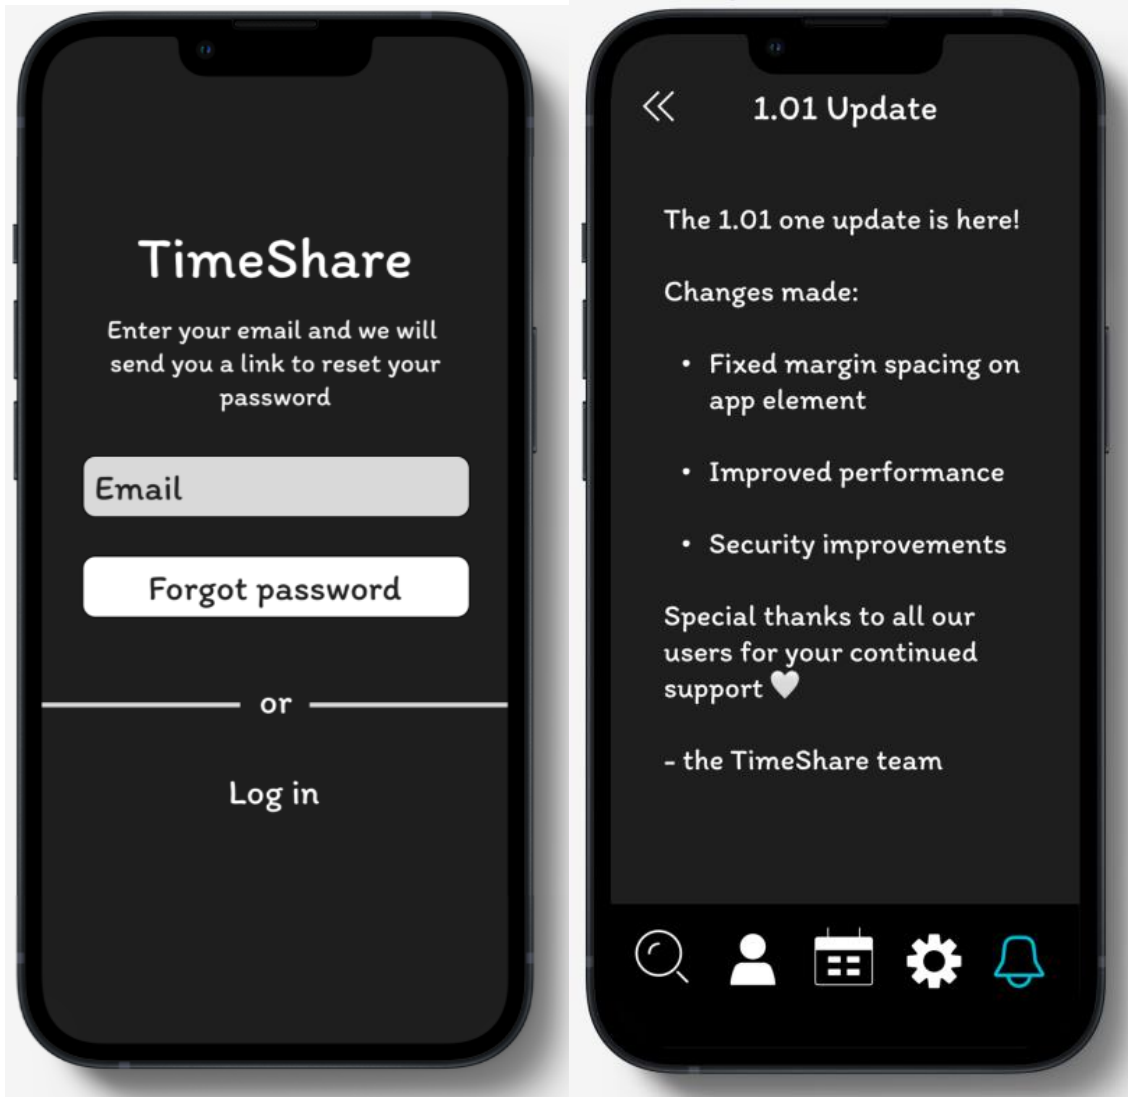 TimeShare
Enter your email and we will
send you a link to reset your
password
Email
Forgot password
or
Log in
1.01 Update
The 1.01 one update is here!
Changes made:
• Fixed margin spacing on
app element
• Improved performance
• Security improvements
Special thanks to all our
users for your continued
support 🤍
- the TimeShare team